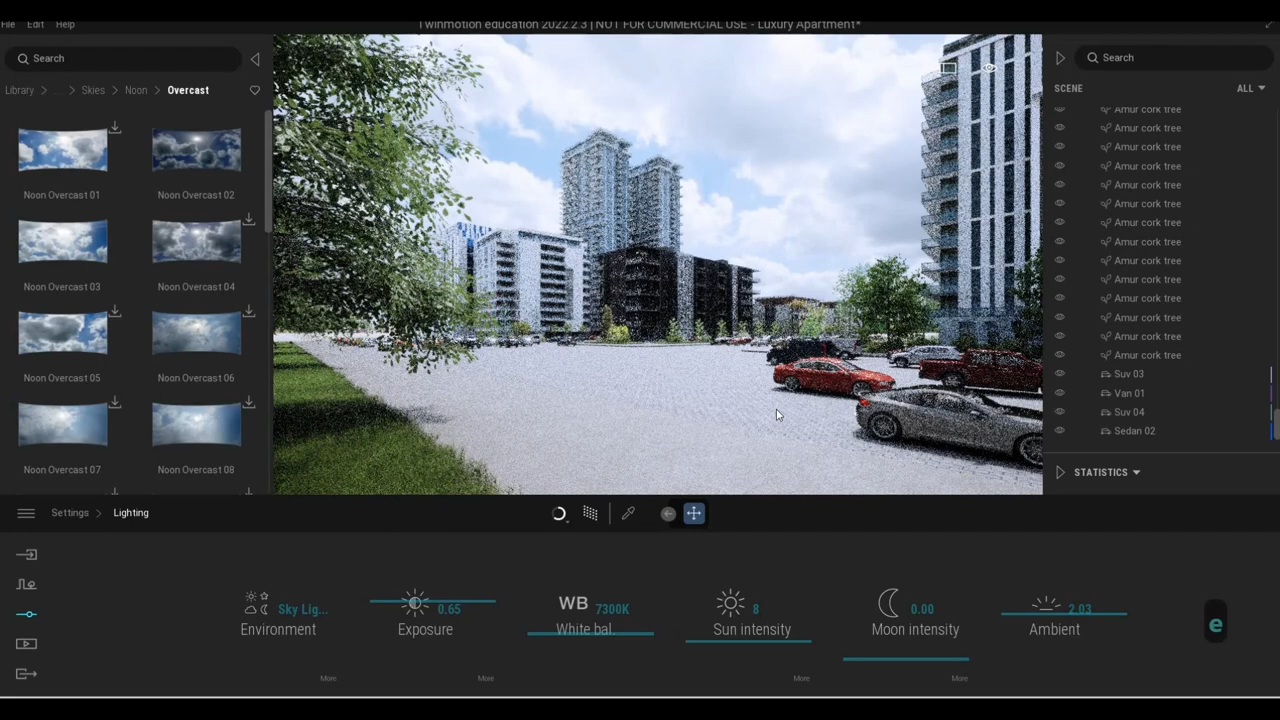 Twinmotion education 2022.2.3 | NOT FOR COMMERCIAL USE - Luxury Apartment*
File Edit Help
Search
Library > ... > Skies > Noon > Overcast
Noon Overcast 01
Noon Overcast 02
Noon Overcast 03
Noon Overcast 04
Noon Overcast 05
Noon Overcast 06
Noon Overcast 07
Noon Overcast 08
Search
SCENE ALL
Amur cork tree
Amur cork tree
Amur cork tree
Amur cork tree
Amur cork tree
Amur cork tree
Amur cork tree
Amur cork tree
Amur cork tree
Amur cork tree
Amur cork tree
Amur cork tree
Amur cork tree
Amur cork tree
Suv 03
Van 01
Suv 04
Sedan 02
STATISTICS
Settings > Lighting
Sky Lig...
Environment
0.65
Exposure
WB 7300K
White bal.
8
Sun intensity
0.00
Moon intensity
2.03
Ambient
e
More
More
More
More